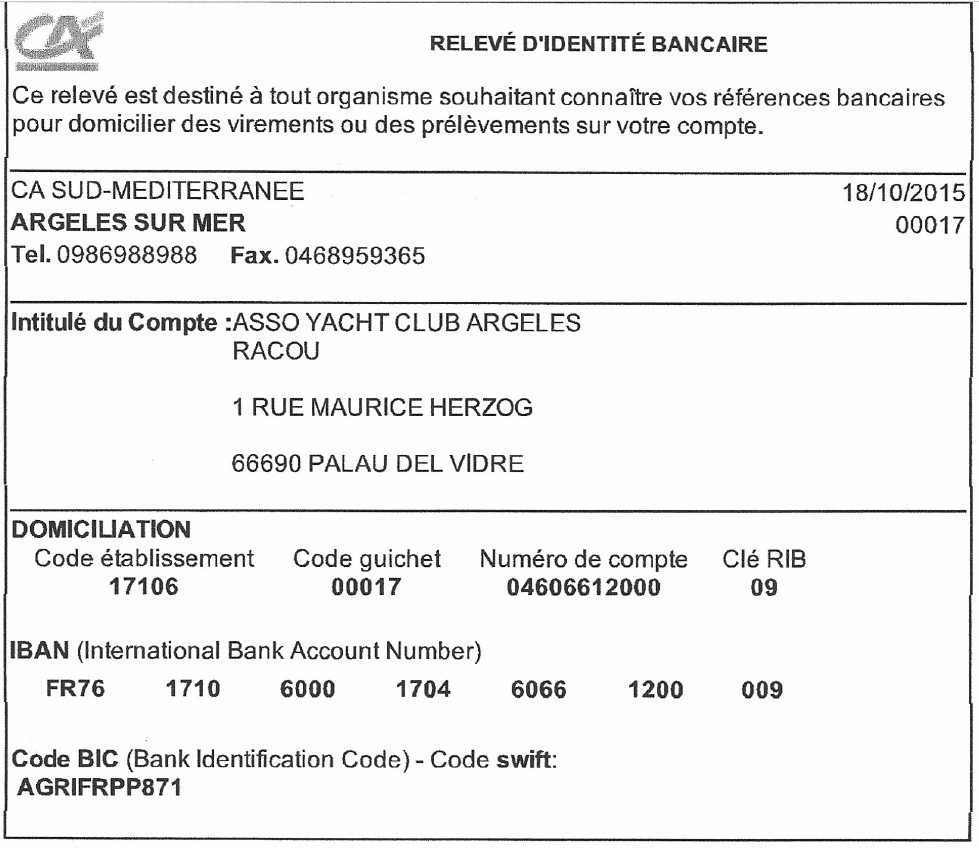 CA
RELEVÉ D'IDENTITÉ BANCAIRE
Ce relevé est destiné à tout organisme souhaitant connaître vos références bancaires
pour domicilier des virements ou des prélèvements sur votre compte.
CA SUD-MEDITERRANEE 18/10/2015
ARGELES SUR MER 00017
Tel. 0986988988 Fax. 0468959365
Intitulé du Compte :ASSO YACHT CLUB ARGELES
RACOU
1 RUE MAURICE HERZOG
66690 PALAU DEL VIDRE
DOMICILIATION
Code établissement Code guichet Numéro de compte Clé RIB
17106 00017 04606612000 09
IBAN (International Bank Account Number)
FR76 1710 6000 1704 6066 1200 009
Code BIC (Bank Identification Code) - Code swift:
AGRIFRPP871